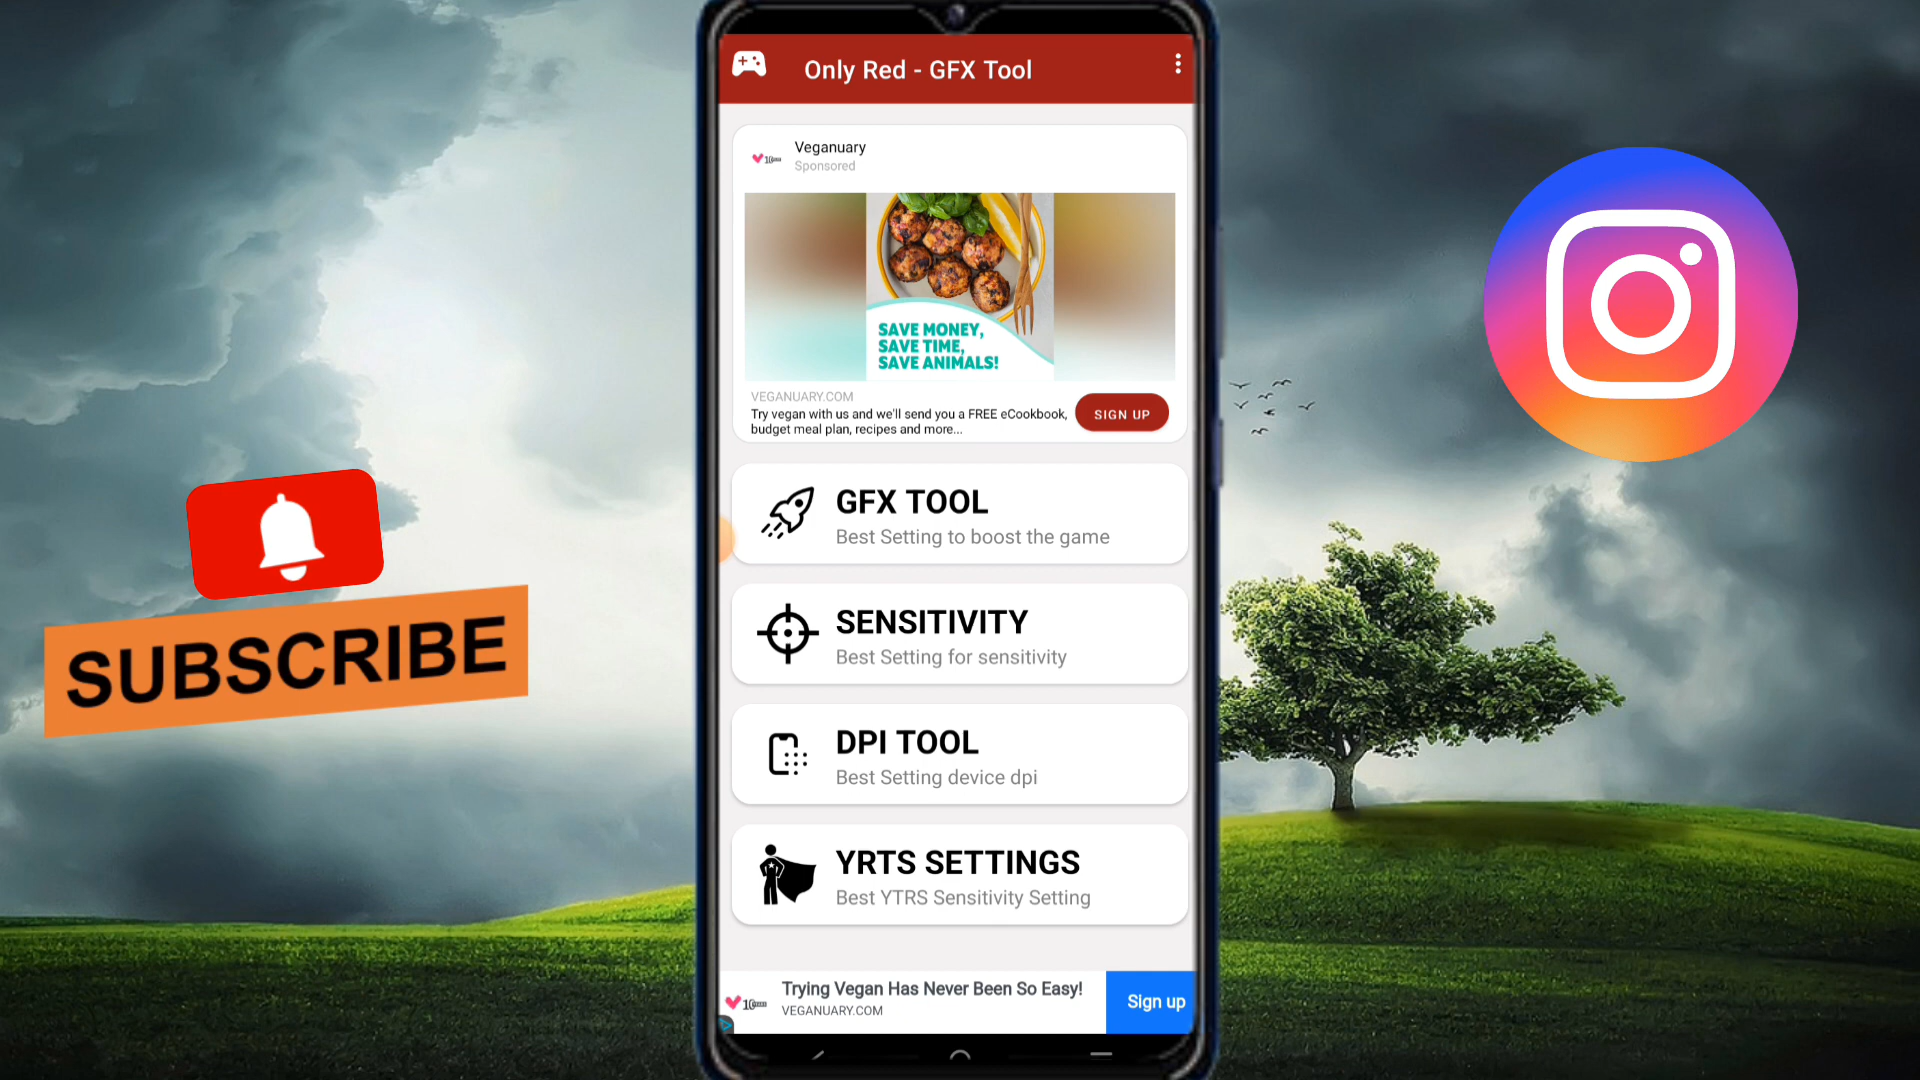 Only Red - GFX Tool
Veganuary
Sponsored
SAVE MONEY,
SAVE TIME,
SAVE ANIMALS!
VEGANUARY.COM
Try vegan with us and we'll send you a FREE eCookbook,
budget meal plan, recipes and more...
SIGN UP
GFX TOOL
Best Setting to boost the game
SENSITIVITY
Best Setting for sensitivity
DPI TOOL
Best Setting device dpi
YRTS SETTINGS
Best YTRS Sensitivity Setting
Trying Vegan Has Never Been So Easy!
VEGANUARY.COM
Sign up
SUBSCRIBE